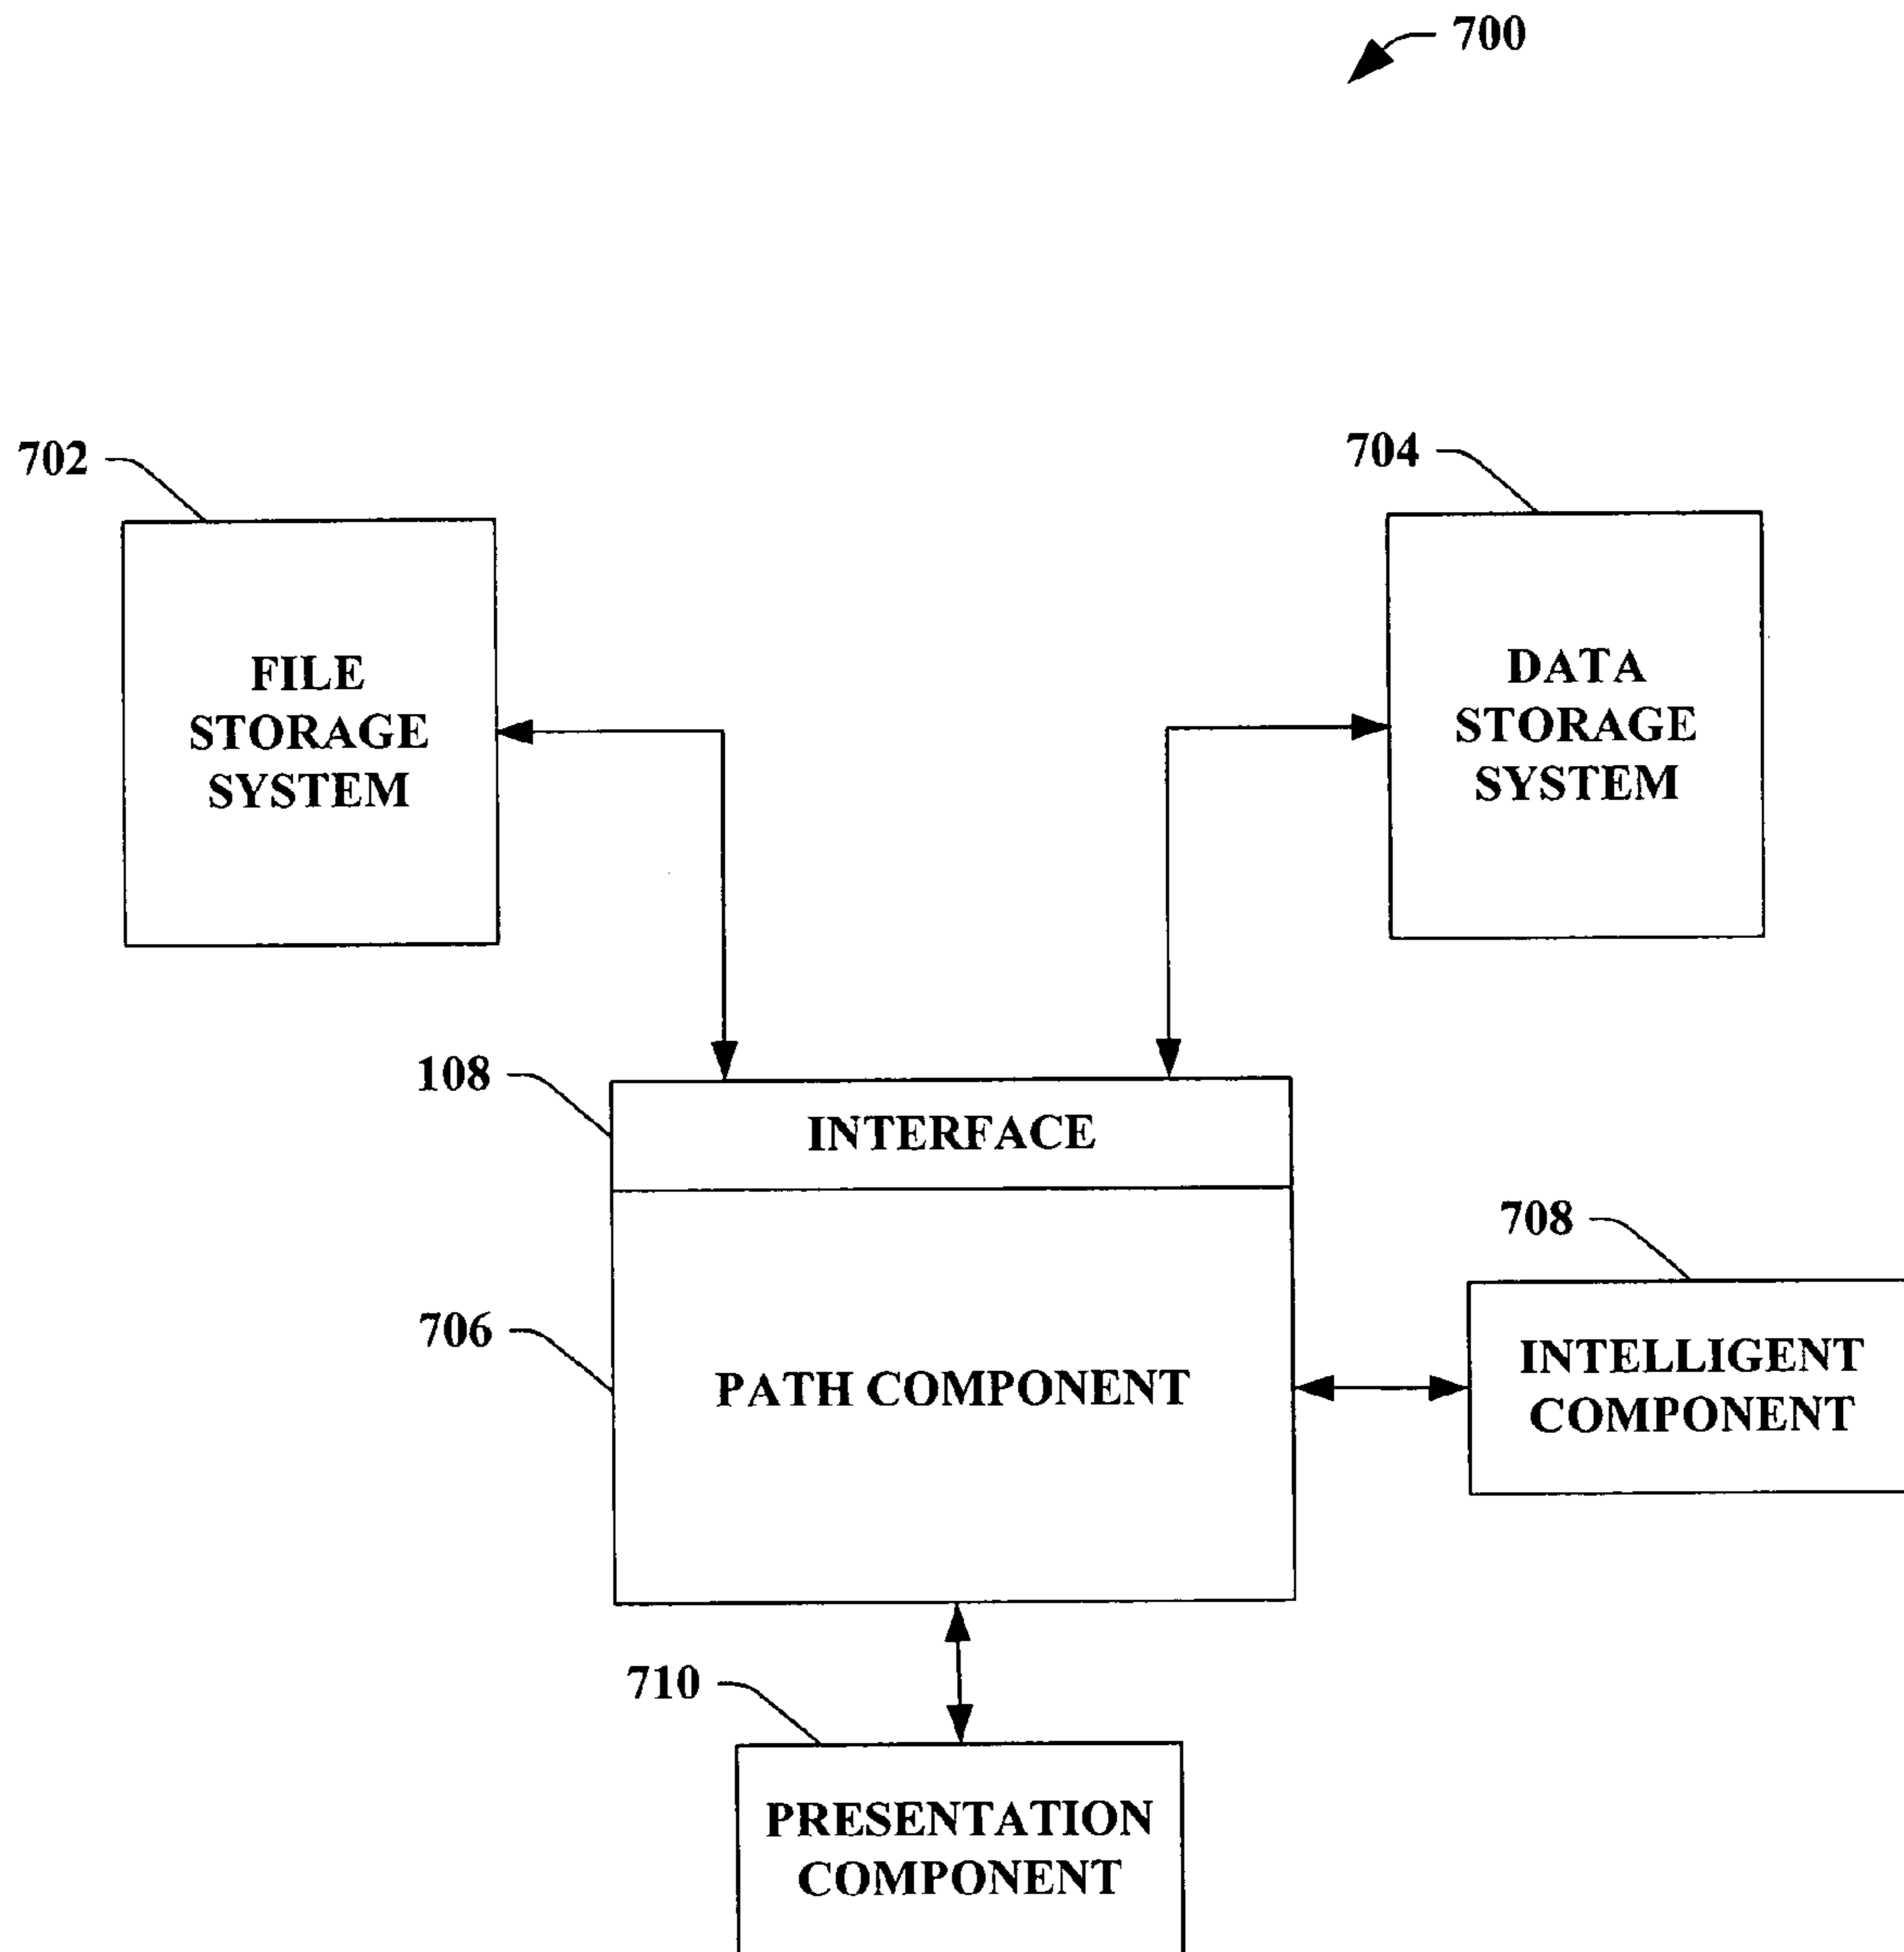 700
702
704
FILE
STORAGE
SYSTEM
DATA
STORAGE
SYSTEM
108
INTERFACE
708
706
PATH COMPONENT
INTELLIGENT
COMPONENT
710
PRESENTATION
COMPONENT